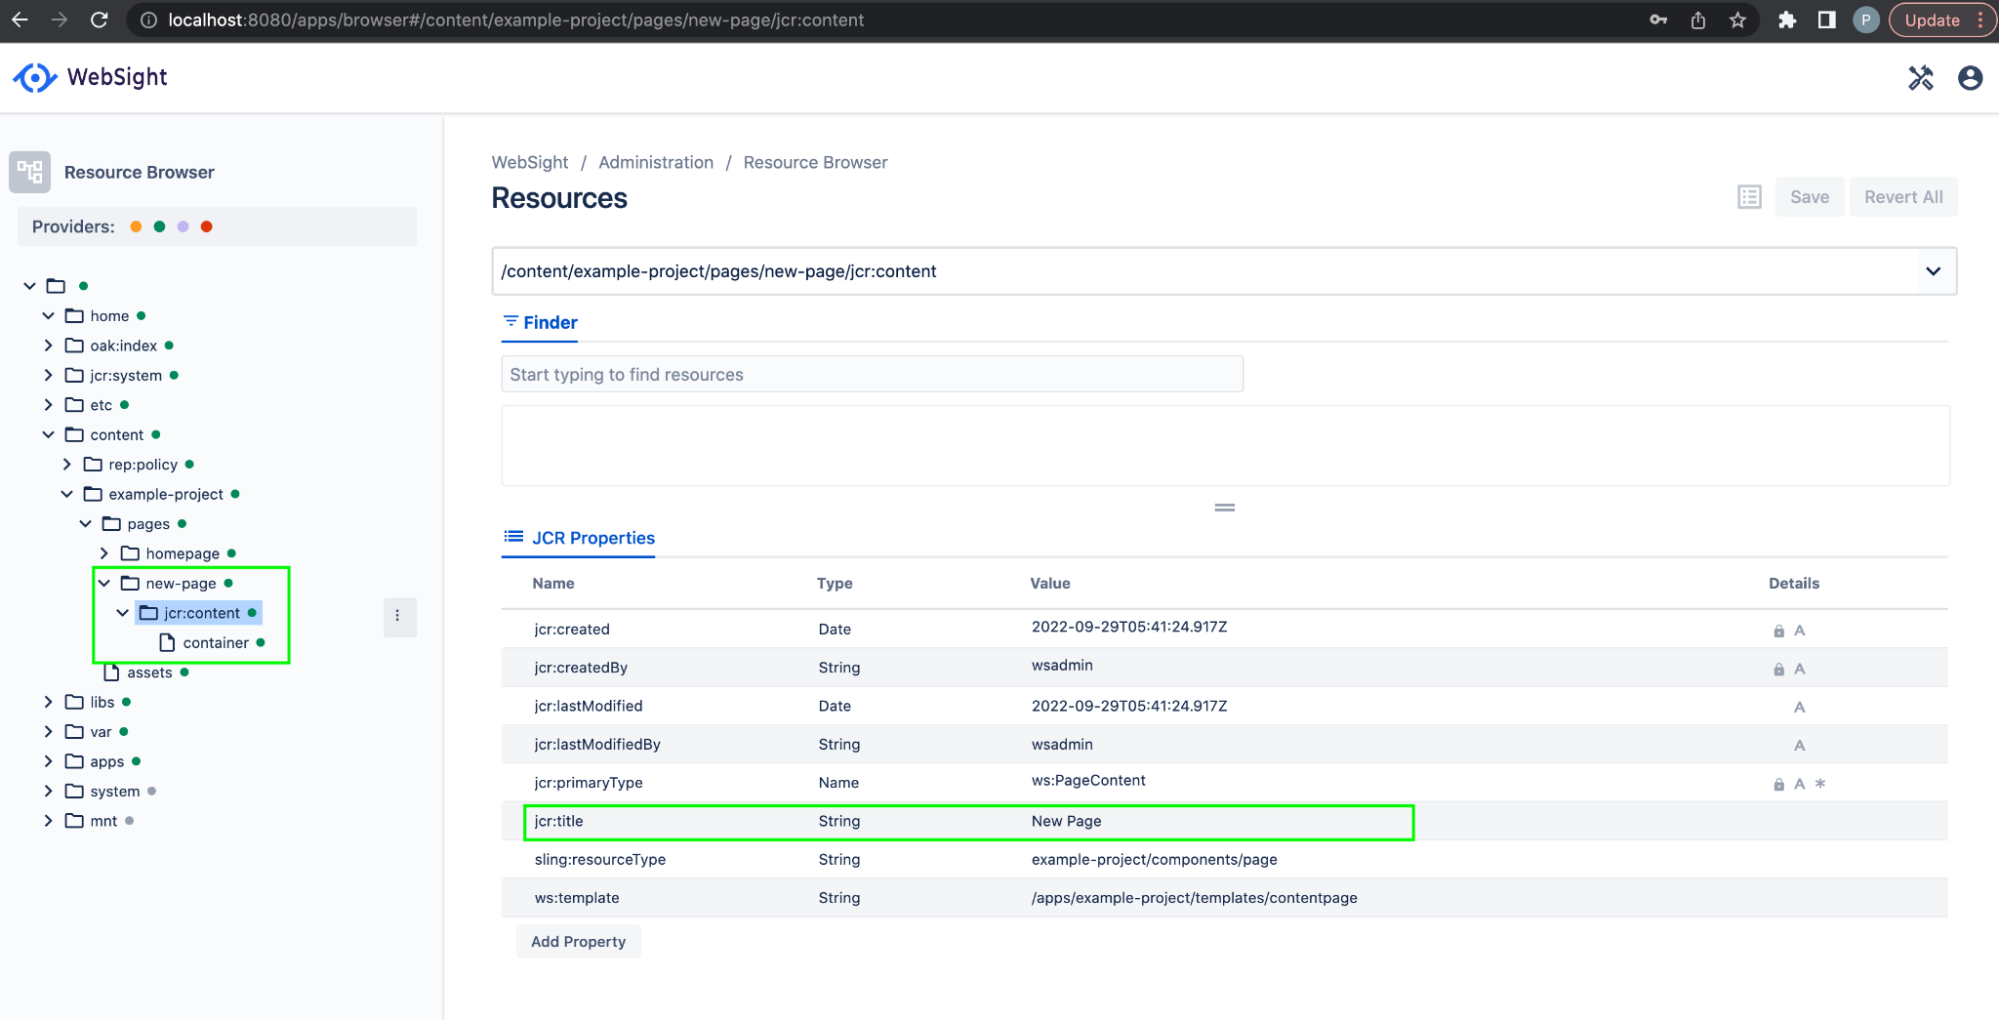 localhost:8080/apps/browser#/content/example-project/pages/new-page/jcr:content
P
Update
WebSight
Resource Browser
Providers:
home
oak:index
jcr:system
etc
content
rep:policy
example-project
pages
homepage
new-page
jcr:content
container
assets
libs
var
apps
system
mnt
WebSight / Administration / Resource Browser
Resources
Save
Revert All
/content/example-project/pages/new-page/jcr:content
Finder
Start typing to find resources
JCR Properties
Name Type Value Details
jcr:created Date 2022-09-29T05:41:24.917Z A
jcr:createdBy String wsadmin A
jcr:lastModified Date 2022-09-29T05:41:24.917Z A
jcr:lastModifiedBy String wsadmin A
jcr:primaryType Name ws:PageContent A *
jcr:title String New Page
sling:resourceType String example-project/components/page
ws:template String /apps/example-project/templates/contentpage
Add Property